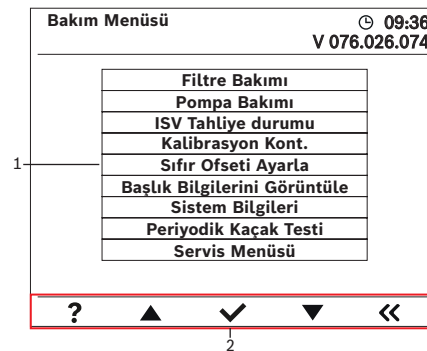 Bakım Menüsü
09:36
V 076.026.074
Filtre Bakımı
Pompa Bakımı
ISV Tahliye durumu
Kalibrasyon Kont.
1
Sıfır Ofseti Ayarla
Başlık Bilgilerini Görüntüle
Sistem Bilgileri
Periyodik Kaçak Testi
Servis Menüsü
?
2